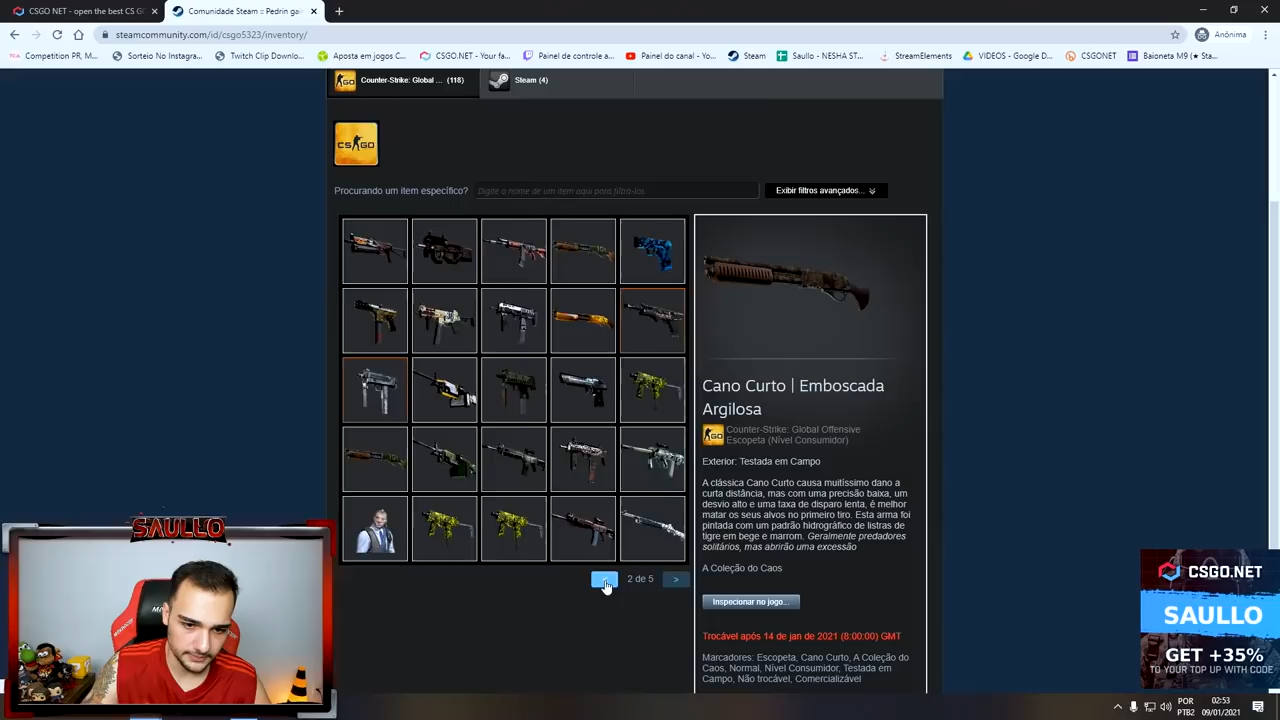 CSGO NET - open the best CS G
Comunidade Steam :: Pedrin gai
steamcommunity.com/id/csgo5323/inventory/
Anônima
Competition PR, M...
Sorteio No Instagra...
Twitch Clip Downlo...
Aposta em jogos C...
CSGO.NET - Your fa...
Painel de controle a...
Painel do canal - Yo...
Steam
Saullo - NESHA ST...
StreamElements
VIDEOS - Google D...
CSGONET
Baioneta M9 (★ Sta...
Counter-Strike: Global ... (118)
Steam (4)
CS GO
Procurando um item específico?
Digite o nome de um item aqui para filtrá-los
Exibir filtros avançados...
Cano Curto | Emboscada
Argilosa
Counter-Strike: Global Offensive
Escopeta (Nível Consumidor)
Exterior: Testada em Campo
A clássica Cano Curto causa muitíssimo dano a
curta distância, mas com uma precisão baixa, um
desvio alto e uma taxa de disparo lenta, é melhor
matar os seus alvos no primeiro tiro. Esta arma foi
pintada com um padrão hidrográfico de listras de
tigre em bege e marrom. Geralmente predadores
solitários, mas abrirão uma excessão
A Coleção do Caos
2 de 5
>
Inspecionar no jogo...
Trocável após 14 de jan de 2021 (8:00:00) GMT
Marcadores: Escopeta, Cano Curto, A Coleção do
Caos, Normal, Nível Consumidor, Testada em
Campo, Não trocável, Comercializável
SAULLO
CSGO.NET
SAULLO
GET +35%
TO YOUR TOP UP WITH CODE
POR
PTB2
02:53
09/01/2021